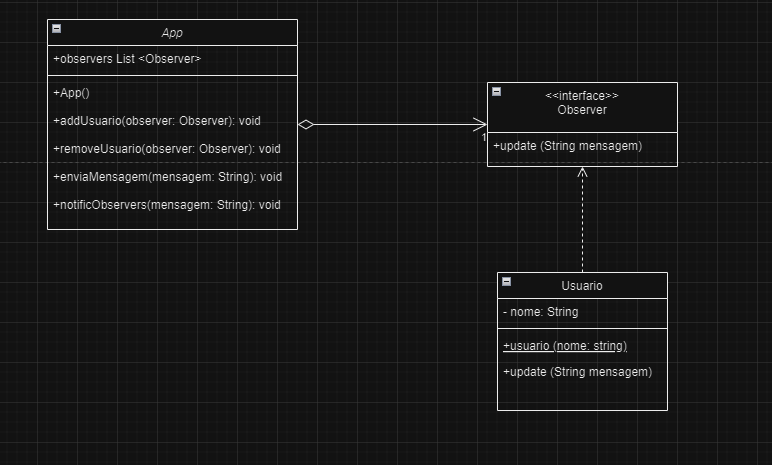 App
+observers List <Observer>
+App()
+addUsuario(observer: Observer): void
+removeUsuario(observer: Observer): void
+enviaMensagem(mensagem: String): void
+notificObservers(mensagem: String): void
1
<<interface>>
Observer
+update (String mensagem)
Usuario
- nome: String
+usuario (nome: string)
+update (String mensagem)